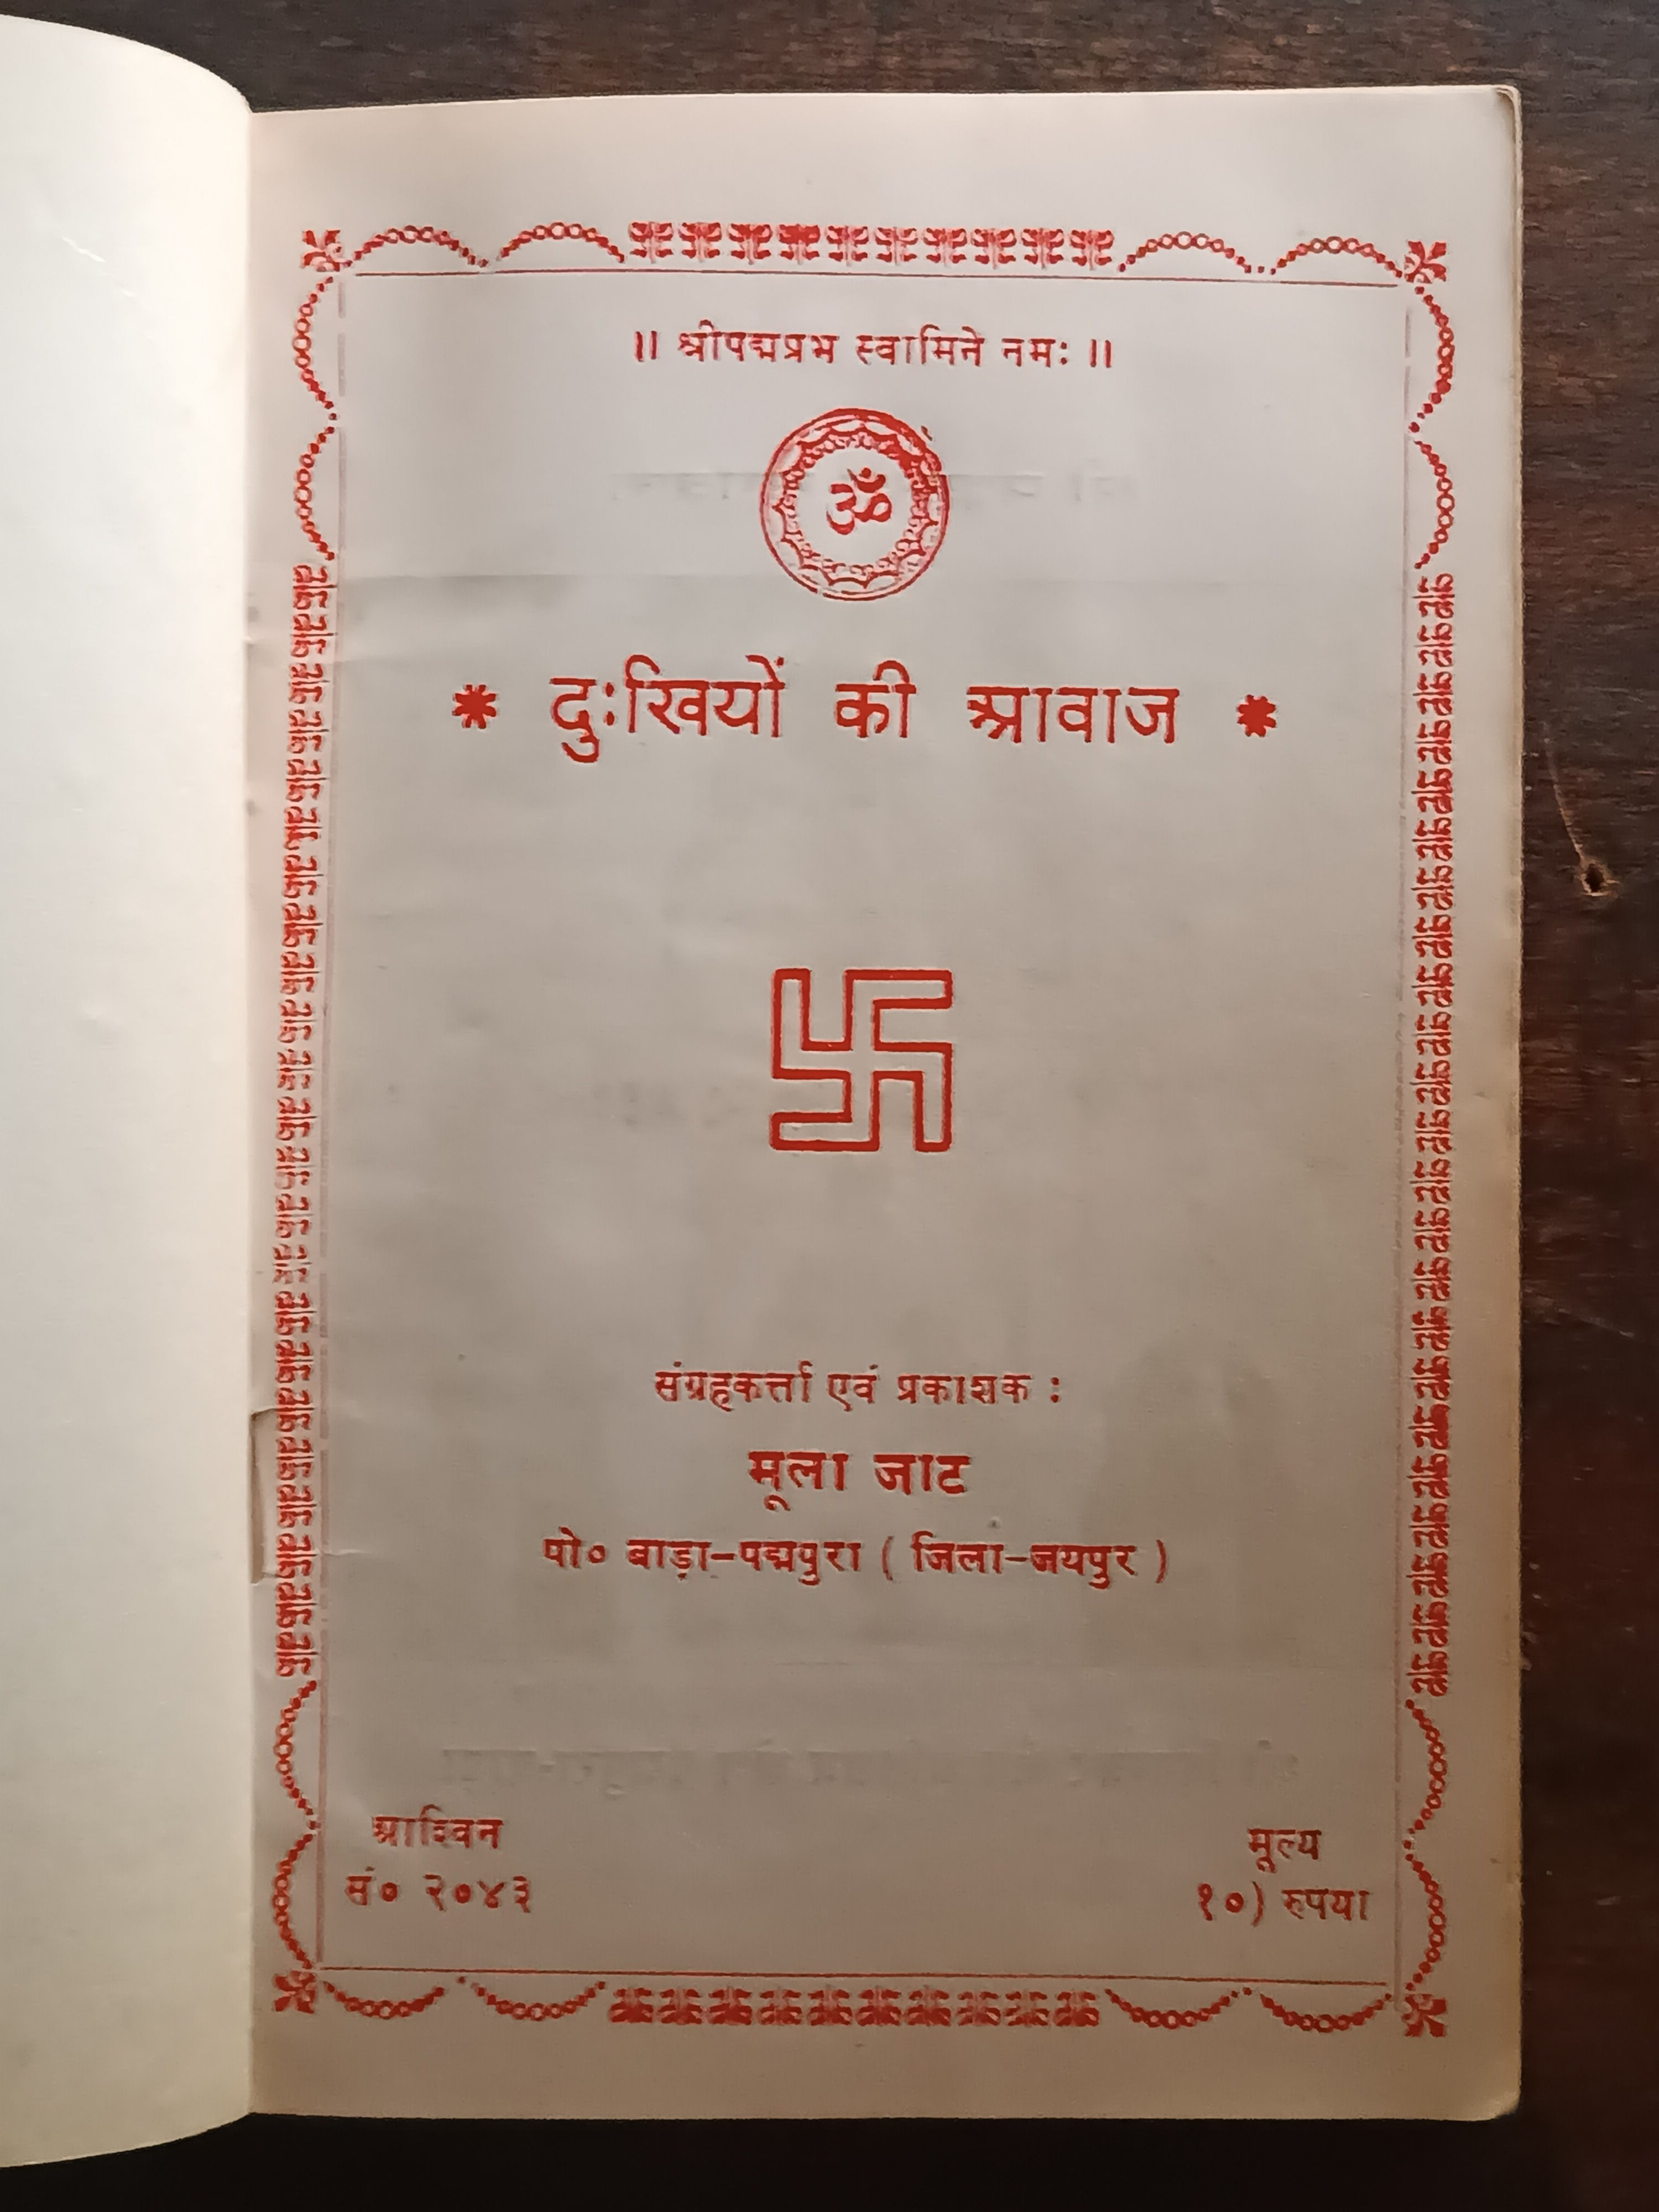 ॥ श्रीपद्मप्रभ स्वामिने नमः ॥
ॐ
* दुःखियों की आवाज *
संग्रहकर्त्ता एवं प्रकाशक :
मूला जाट
पो० बाड़ा-पद्मपुरा ( जिला-जयपुर )
आश्विन
सं० २०४३
मूल्य
१०) रुपया